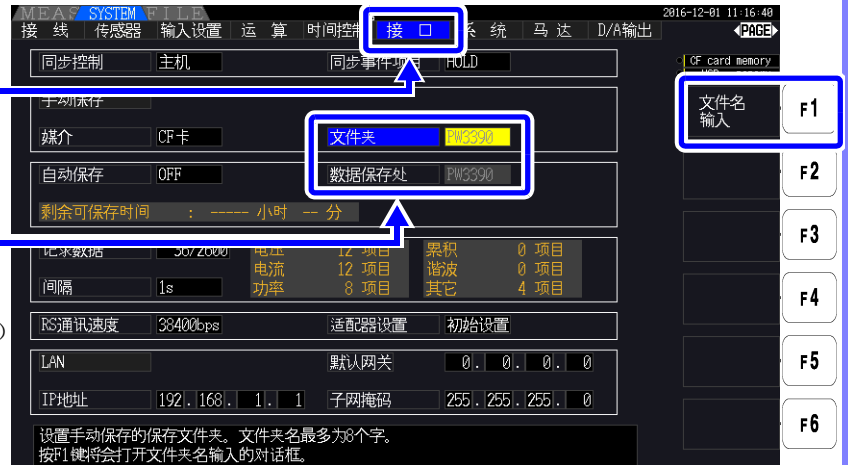 MEAS SYSTEM FILE 2016-12-01 11:16:40
接 线 传感器 输入设置 运 算 时间控制 接 口 系 统 马 达 D/A输出 PAGE
同步控制 主机 同步事件项目 HOLD CF card memory
手动保存
文件名
输入 F1
媒介 CF卡 文件夹 PW3390
自动保存 OFF 数据保存处 PW3390 F2
剩余可保存时间 : ----- 小时 -- 分
F3
记录数据 36/2600 电压 12 项目 累积 0 项目
电流 12 项目 谐波 0 项目
间隔 1s 功率 8 项目 其它 4 项目
F4
RS通讯速度 38400bps 适配器设置 初始设置
)
LAN 默认网关 0. 0. 0. 0 F5
IP地址 192.168. 1. 1 子网掩码 255.255.255. 0
F6
设置手动保存的保存文件夹。文件夹名最多为8个字。
按F1键将会打开文件夹名输入的对话框。